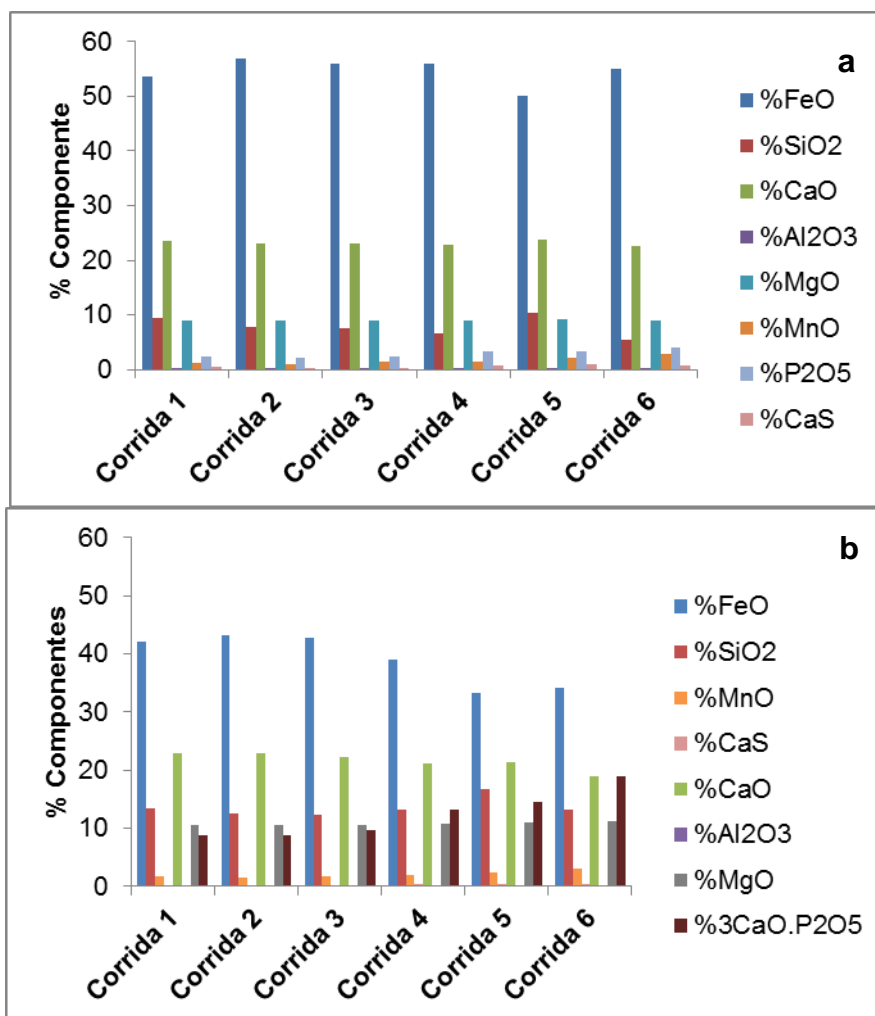 a
% Componente
60
50
40
30
20
10
0
Corrida 1
Corrida 2
Corrida 3
Corrida 4
Corrida 5
Corrida 6
%FeO
%SiO2
%CaO
%Al2O3
%MgO
%MnO
%P2O5
%CaS
b
% Componentes
60
50
40
30
20
10
0
Corrida 1
Corrida 2
Corrida 3
Corrida 4
Corrida 5
Corrida 6
%FeO
%SiO2
%MnO
%CaS
%CaO
%Al2O3
%MgO
%3CaO.P2O5